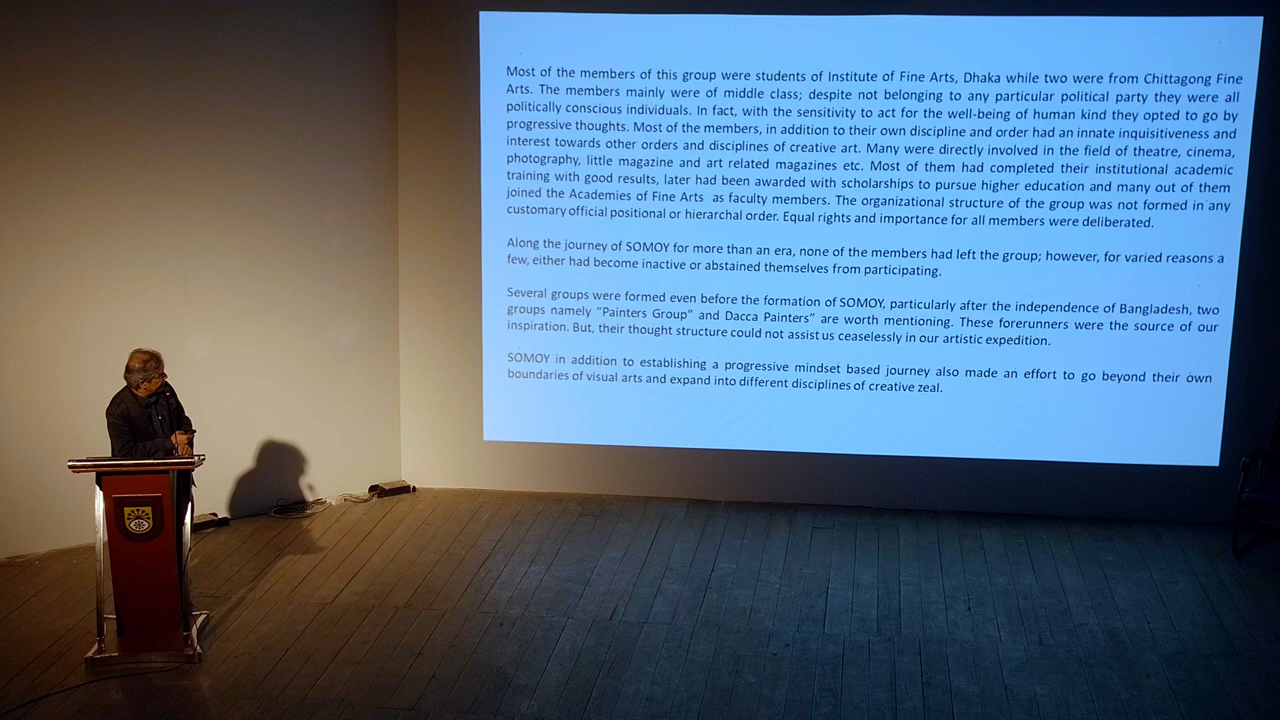 Most of the members of this group were students of Institute of Fine Arts, Dhaka while two were from Chittagong Fine
Arts. The members mainly were of middle class; despite not belonging to any particular political party they were all
politically conscious individuals. In fact, with the sensitivity to act for the well-being of human kind they opted to go by
progressive thoughts. Most of the members, in addition to their own discipline and order had an innate inquisitiveness and
interest towards other orders and disciplines of creative art. Many were directly involved in the field of theatre, cinema,
photography, little magazine and art related magazines etc. Most of them had completed their institutional academic
training with good results, later had been awarded with scholarships to pursue higher education and many out of them
joined the Academies of Fine Arts as faculty members. The organizational structure of the group was not formed in any
customary official positional or hierarchal order. Equal rights and importance for all members were deliberated.
Along the journey of SOMOY for more than an era, none of the members had left the group; however, for varied reasons a
few, either had become inactive or abstained themselves from participating.
Several groups were formed even before the formation of SOMOY, particularly after the independence of Bangladesh, two
groups namely “Painters Group” and Dacca Painters” are worth mentioning. These forerunners were the source of our
inspiration. But, their thought structure could not assist us ceaselessly in our artistic expedition.
SOMOY in addition to establishing a progressive mindset based journey also made an effort to go beyond their own
boundaries of visual arts and expand into different disciplines of creative zeal.